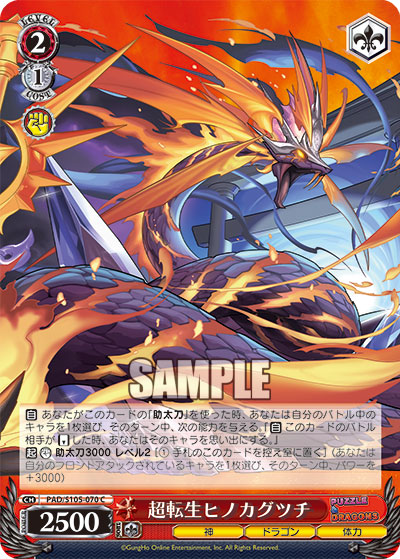 LEVEL
2
1
COST
SAMPLE
自 あなたがこのカードの「助太刀」を使った時、あなたは自分のバトル中の
キャラを1枚選び、そのターン中、次の能力を与える。『自 このカードのバトル
相手が した時、あなたはそのキャラを思い出にする。』
起 助太刀3000 レベル2 [① 手札のこのカードを控え室に置く] (あなたは
自分のフロントアタックされているキャラを1枚選び、そのターン中、パワーを
+3000)
CH PAD/S105-070 C
2500
超転生ヒノカグツチ
PUZZLE & DRAGONS
神 ドラゴン 体力
©GungHo Online Entertainment, Inc. All Rights Reserved.